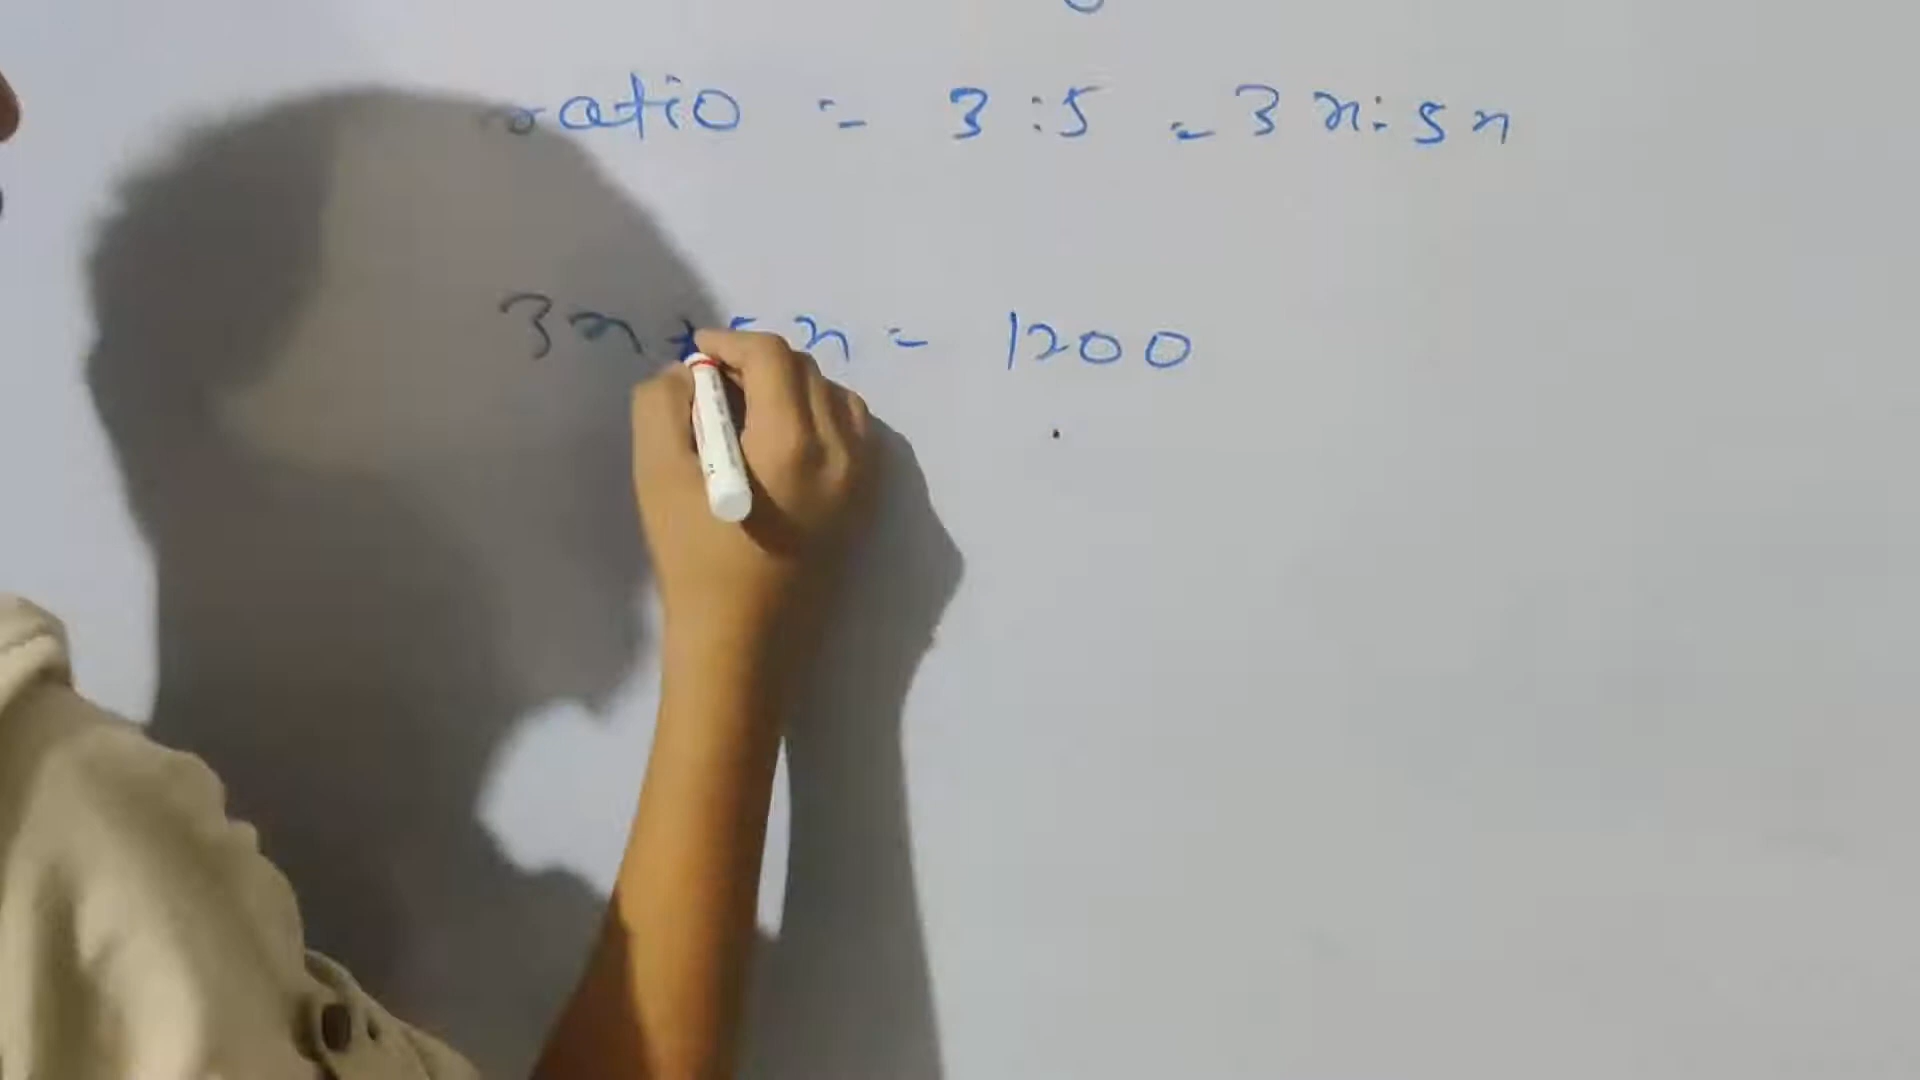 ratio = 3 : 5 = 3x : 5x
3x + 5x = 1200